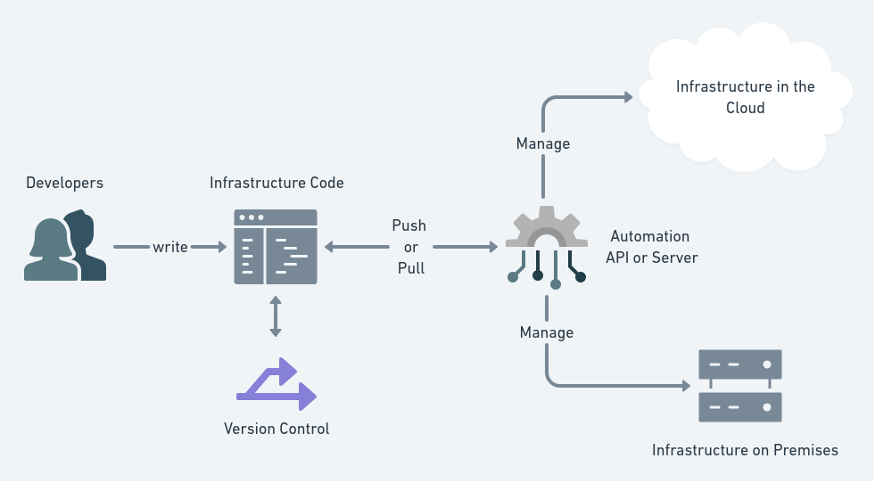 Infrastructure in the
Cloud
Manage
Developers
Infrastructure Code
write
Push
or
Pull
Automation
API or Server
Manage
Version Control
Infrastructure on Premises